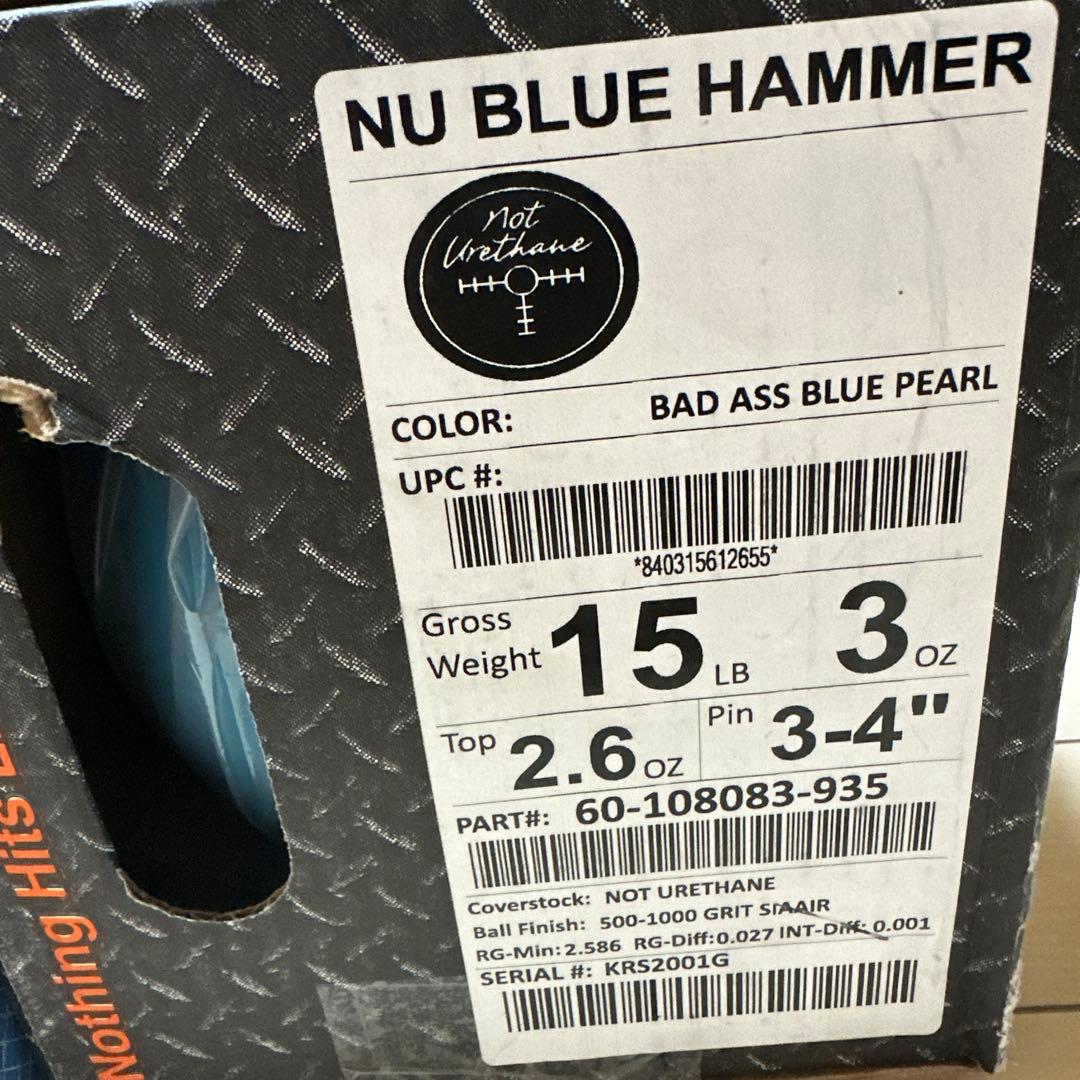 NU BLUE HAMMER
Not
Urethane
COLOR: BAD ASS BLUE PEARL
UPC #:
*840315612655*
Gross Weight 15 LB 3 OZ
Top 2.6 OZ Pin 3-4"
PART#: 60-108083-935
Coverstock: NOT URETHANE
Ball Finish: 500-1000 GRIT SIAAIR
RG-Min: 2.586 RG-Diff: 0.027 INT-Diff: 0.001
SERIAL #: KRS2001G
Nothing Hits